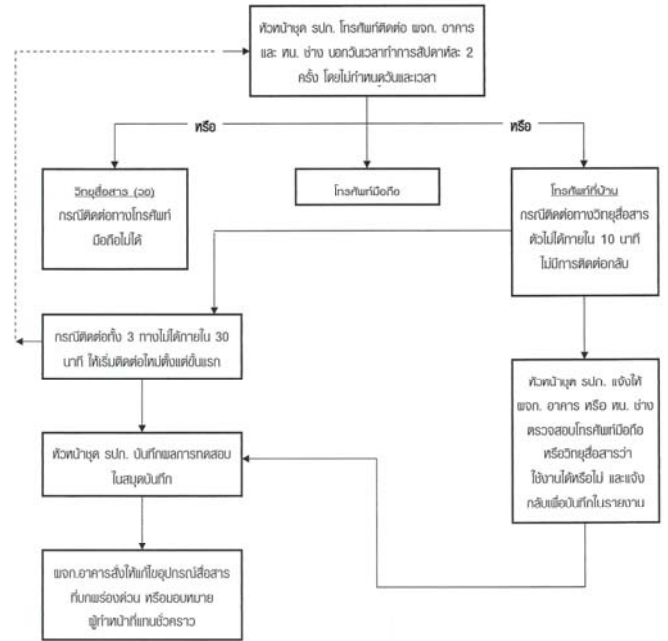 หัวหน้าชุด รปภ. โทรศัพท์ติดต่อ ผจก. อาคาร
และ หน. ช่าง นอกวันเวลาทำการสัปดาห์ละ 2
ครั้ง โดยไม่กำหนดวันและเวลา
หรือ
หรือ
วิทยุสื่อสาร (วอ)
กรณีติดต่อทางโทรศัพท์
มือถือไม่ได้
โทรศัพท์มือถือ
โทรศัพท์ที่บ้าน
กรณีติดต่อทางวิทยุสื่อสาร
ตัวไม่ได้ภายใน 10 นาที
ไม่มีการติดต่อกลับ
กรณีติดต่อทั้ง 3 ทางไม่ได้ภายใน 30
นาที ให้เริ่มติดต่อใหม่ตั้งแต่ขั้นแรก
หัวหน้าชุด รปภ. แจ้งให้
ผจก. อาคาร หรือ หน. ช่าง
ตรวจสอบโทรศัพท์มือถือ
หรือวิทยุสื่อสารว่า
ใช้งานได้หรือไม่ และแจ้ง
กลับเพื่อบันทึกในรายงาน
หัวหน้าชุด รปภ. บันทึกผลการทดสอบ
ในสมุดบันทึก
ผจก.อาคารสั่งให้แก้ไขอุปกรณ์สื่อสาร
ที่บกพร่องด่วน หรือมอบหมาย
ผู้ทำหน้าที่แทนชั่วคราว